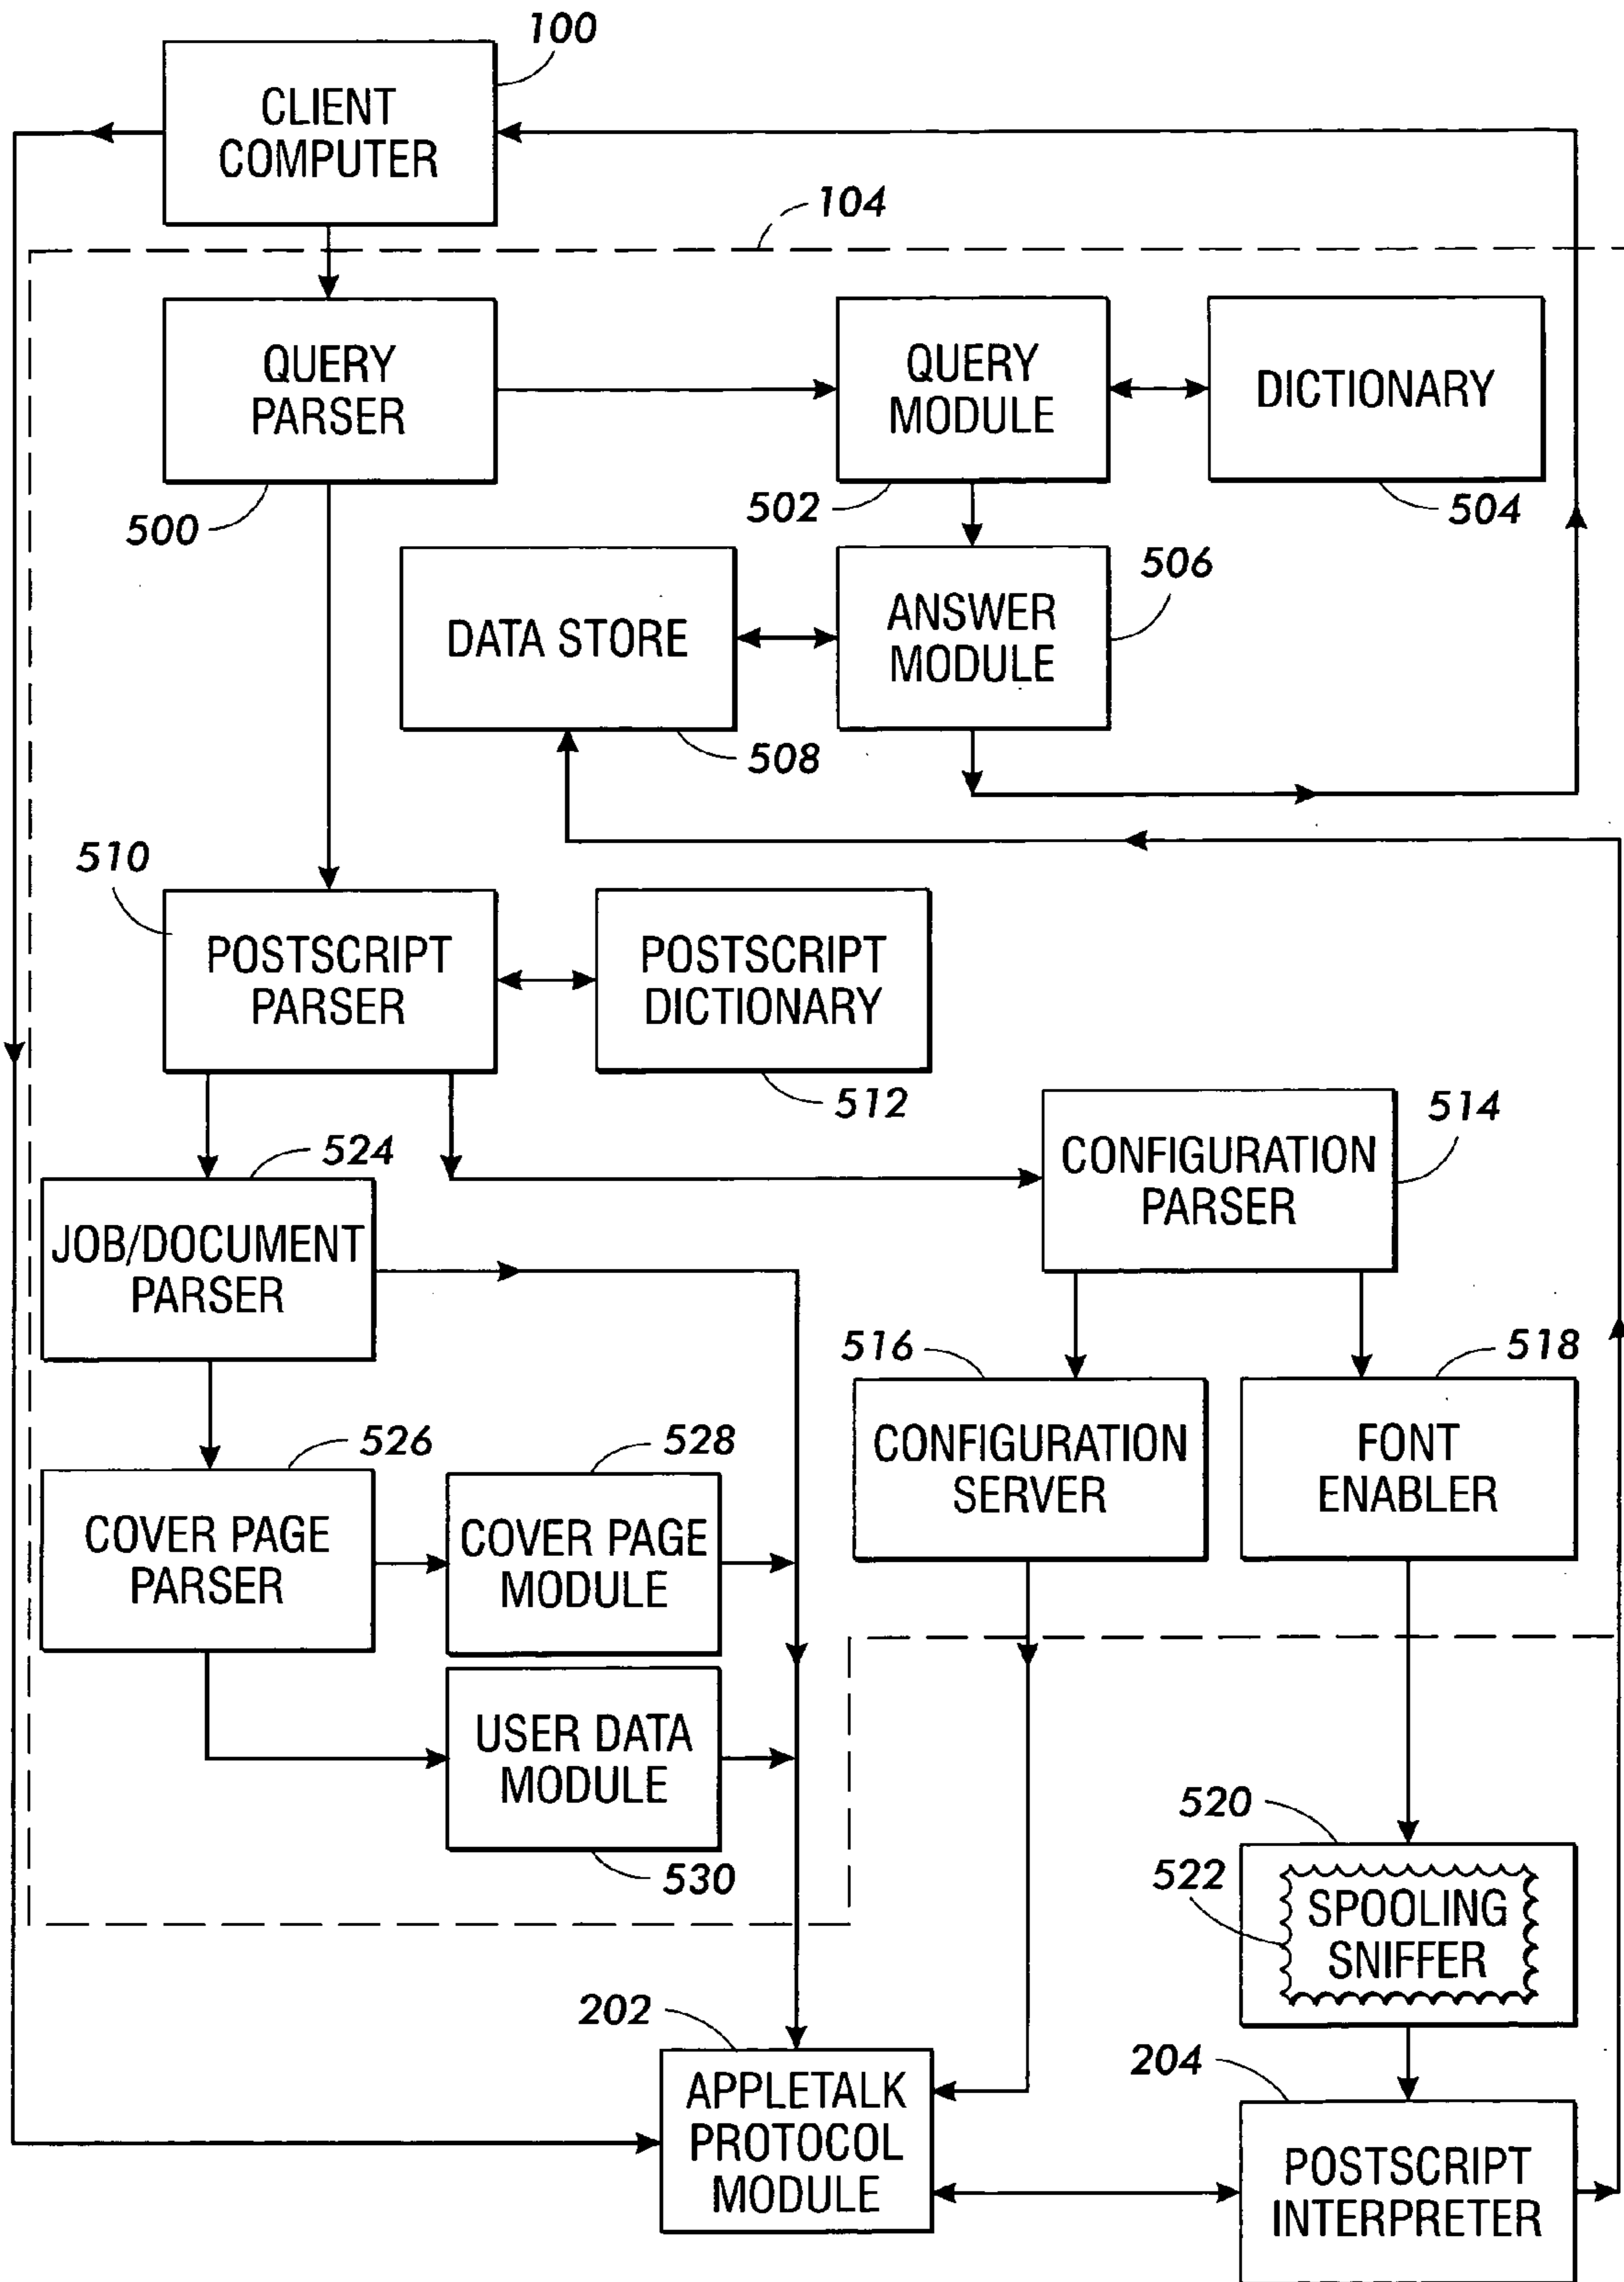 100
CLIENT
COMPUTER
104
QUERY
PARSER
500
QUERY
MODULE
502
DICTIONARY
504
DATA STORE
508
ANSWER
MODULE
506
510
POSTSCRIPT
PARSER
POSTSCRIPT
DICTIONARY
512
514
CONFIGURATION
PARSER
524
JOB/DOCUMENT
PARSER
516
CONFIGURATION
SERVER
518
FONT
ENABLER
526
COVER PAGE
PARSER
528
COVER PAGE
MODULE
USER DATA
MODULE
530
520
522
SPOOLING
SNIFFER
202
APPLETALK
PROTOCOL
MODULE
204
POSTSCRIPT
INTERPRETER